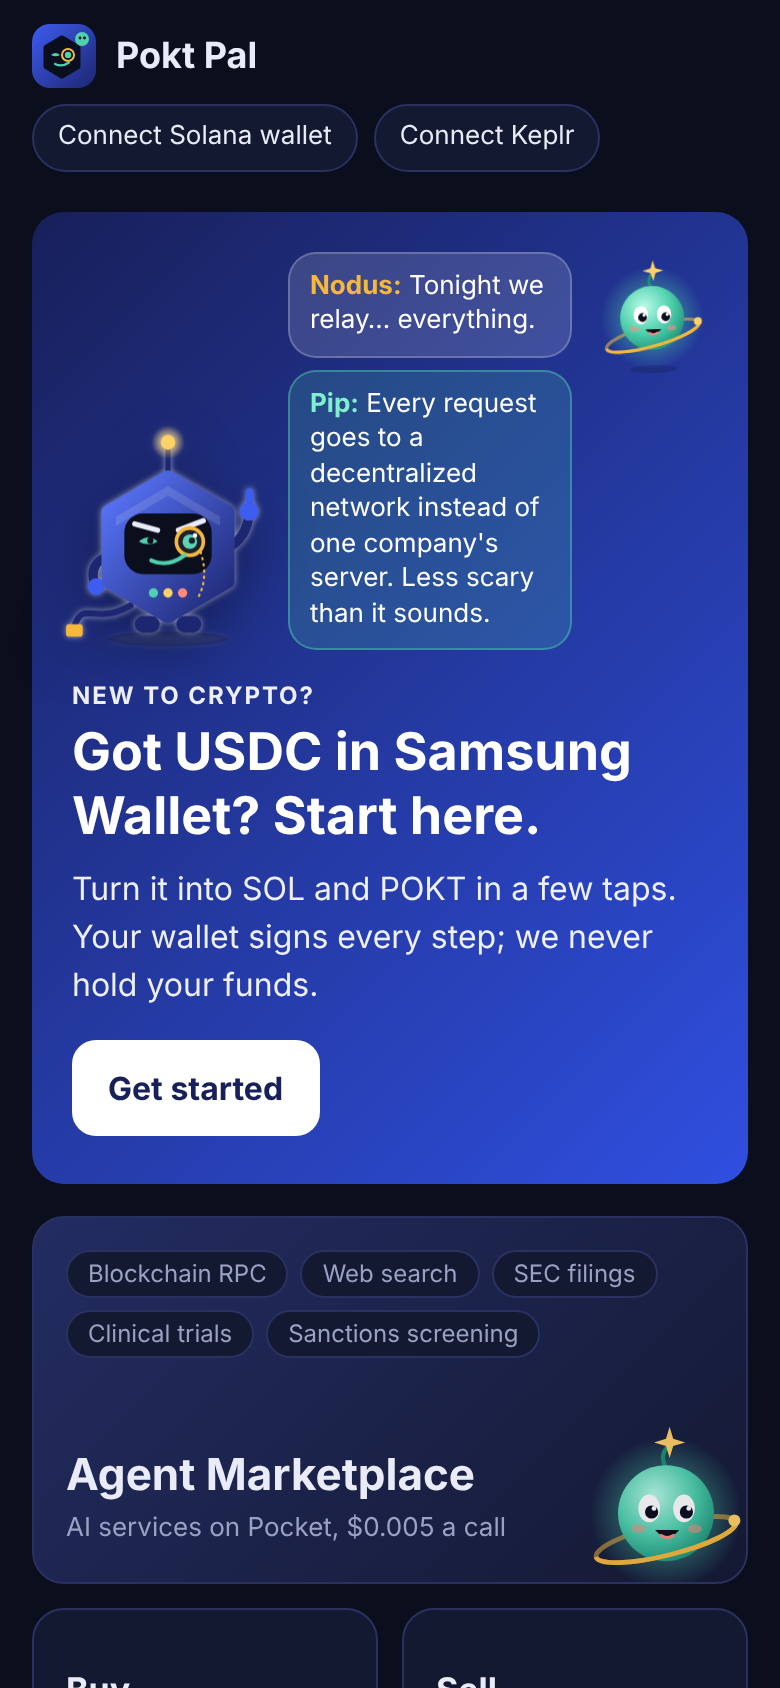 Pokt Pal
Connect Solana wallet
Connect Keplr
Nodus: Tonight we
relay... everything.
Pip: Every request
goes to a
decentralized
network instead of
one company's
server. Less scary
than it sounds.
NEW TO CRYPTO?
Got USDC in Samsung
Wallet? Start here.
Turn it into SOL and POKT in a few taps.
Your wallet signs every step; we never
hold your funds.
Get started
Blockchain RPC
Web search
SEC filings
Clinical trials
Sanctions screening
Agent Marketplace
AI services on Pocket, $0.005 a call
Buy
Sell